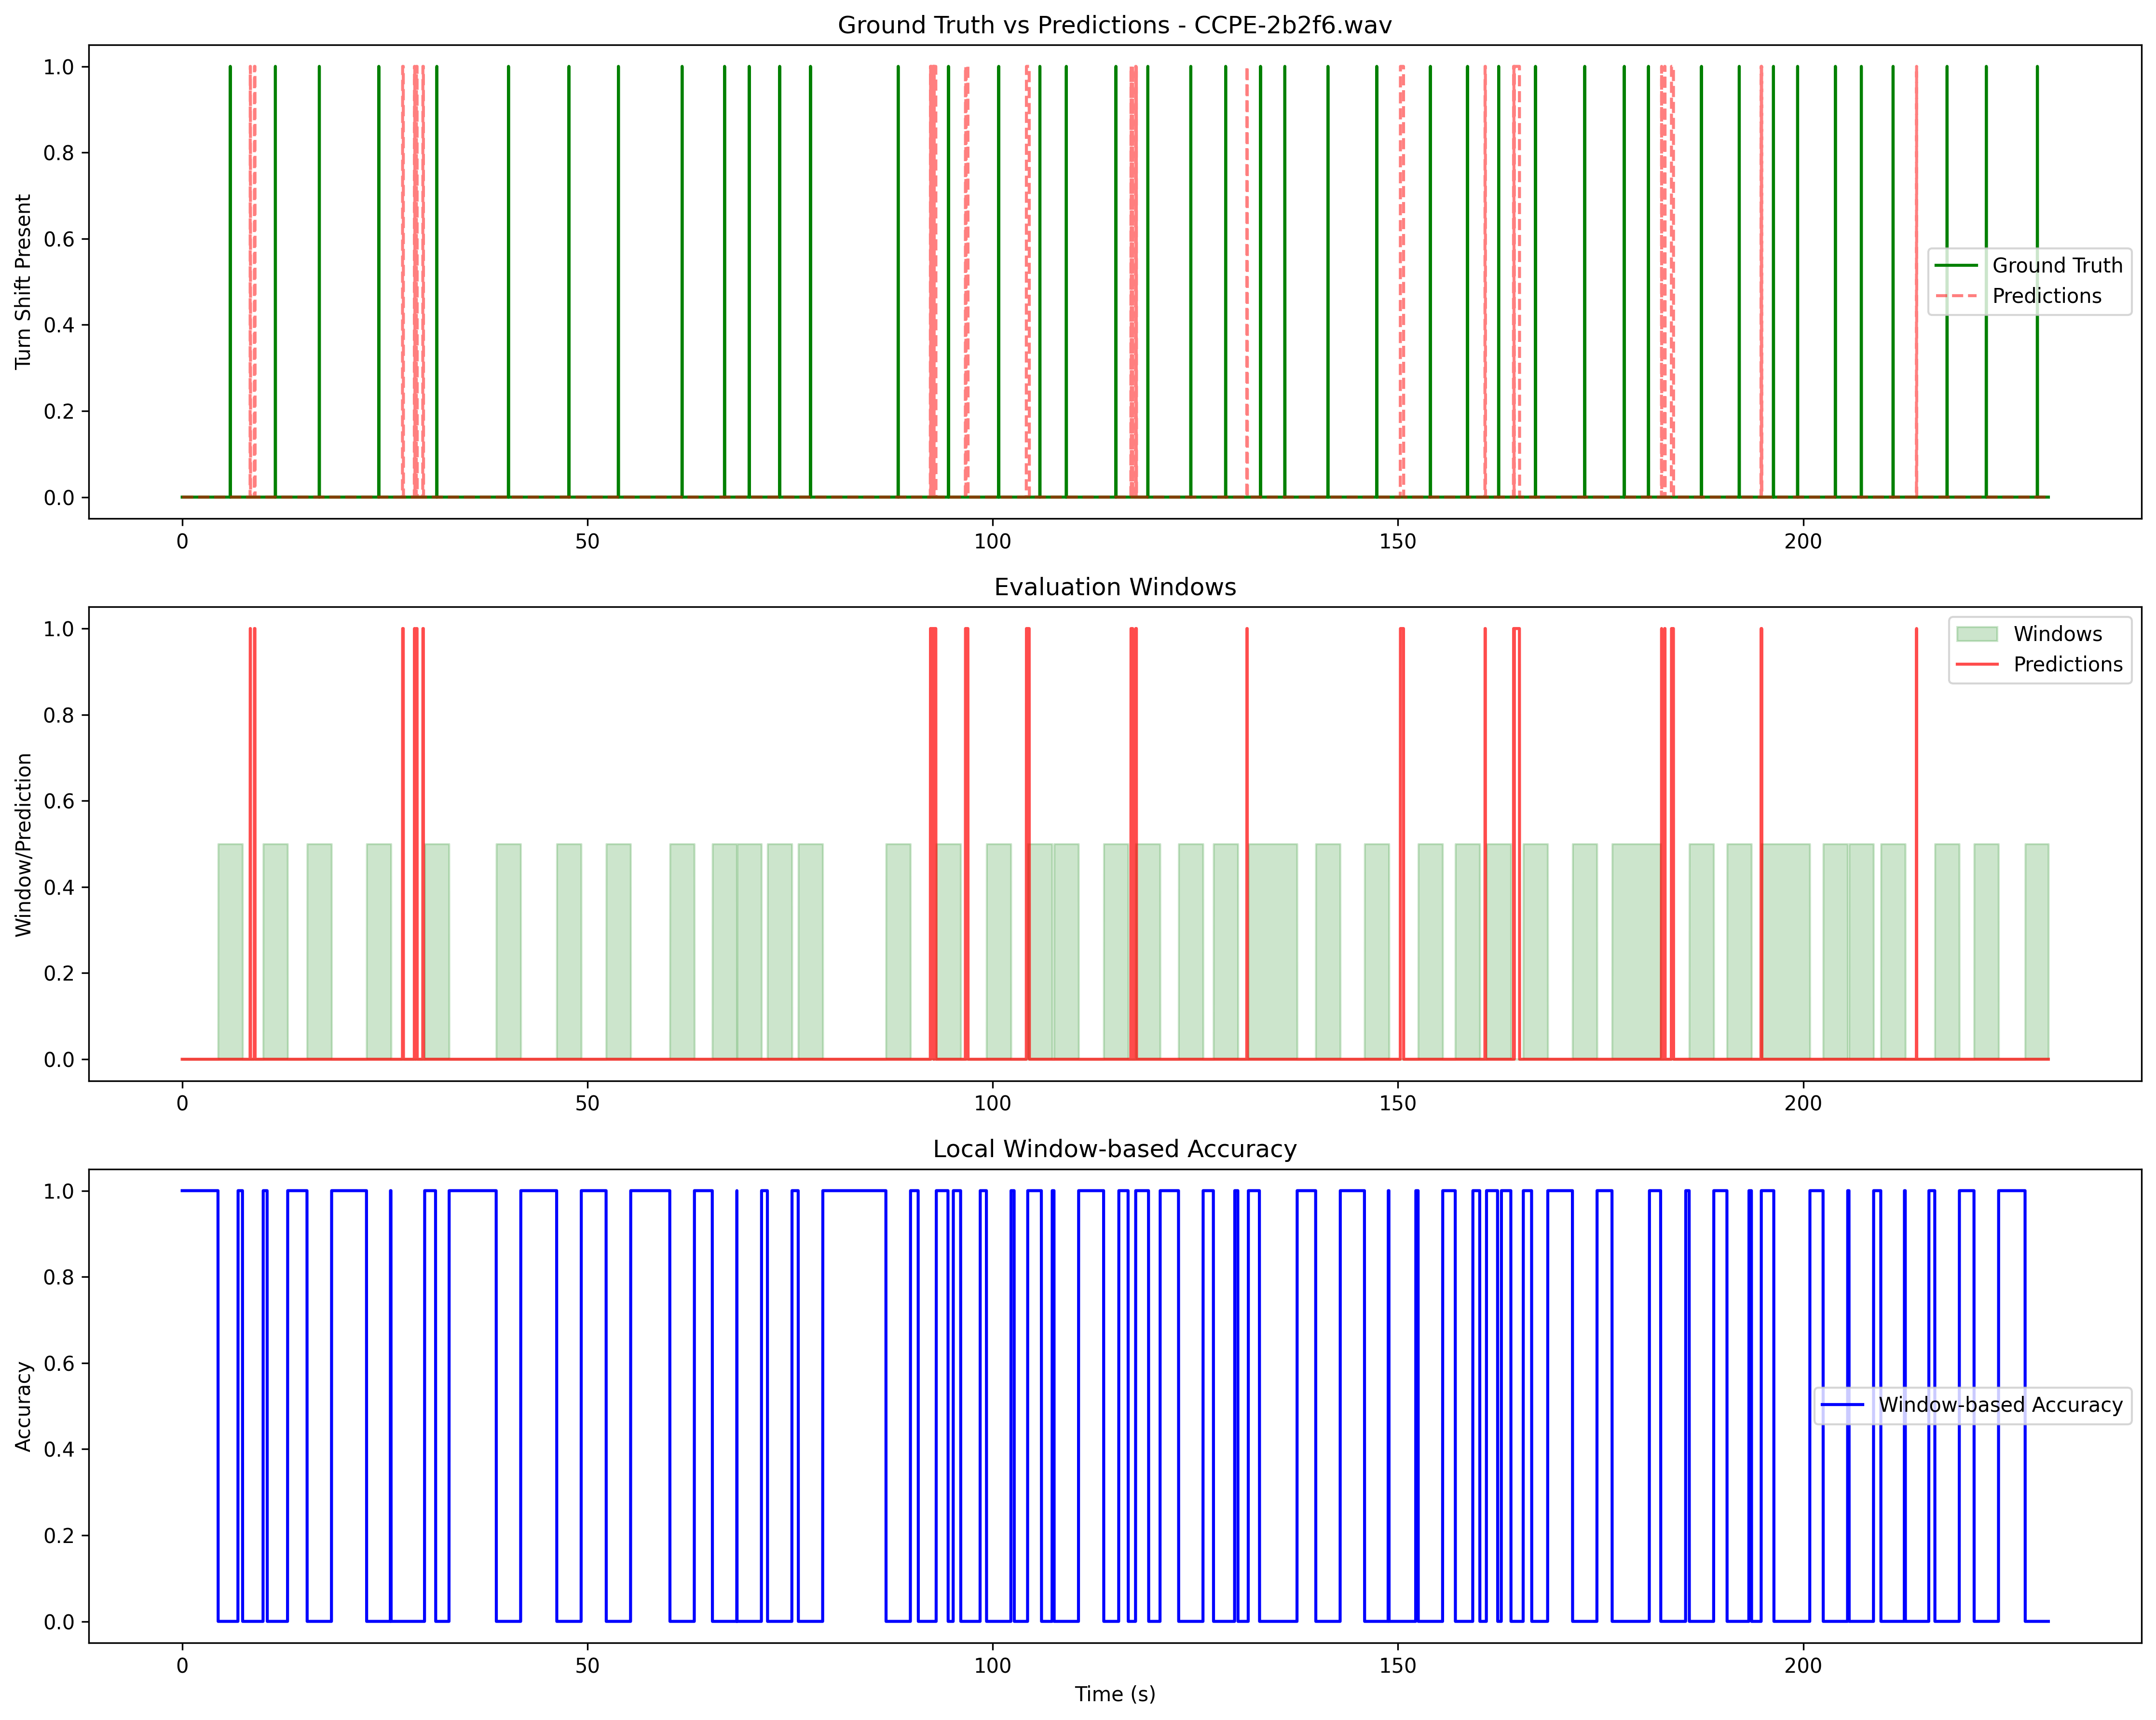 Ground Truth vs Predictions - CCPE-2b2f6.wav
Turn Shift Present
1.0
0.8
0.6
0.4
0.2
0.0
Ground Truth
Predictions
0 50 100 150 200
Evaluation Windows
Window/Prediction
1.0
0.8
0.6
0.4
0.2
0.0
Windows
Predictions
0 50 100 150 200
Local Window-based Accuracy
Accuracy
1.0
0.8
0.6
0.4
0.2
0.0
Window-based Accuracy
0 50 100 150 200
Time (s)